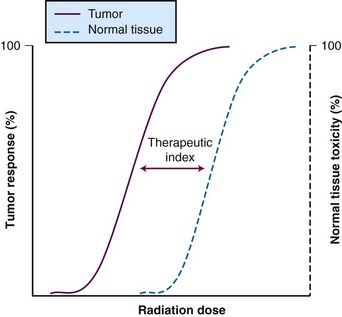 Tumor
Normal tissue
100
100
Tumor response (%)
Therapeutic
index
Normal tissue toxicity (%)
Radiation dose